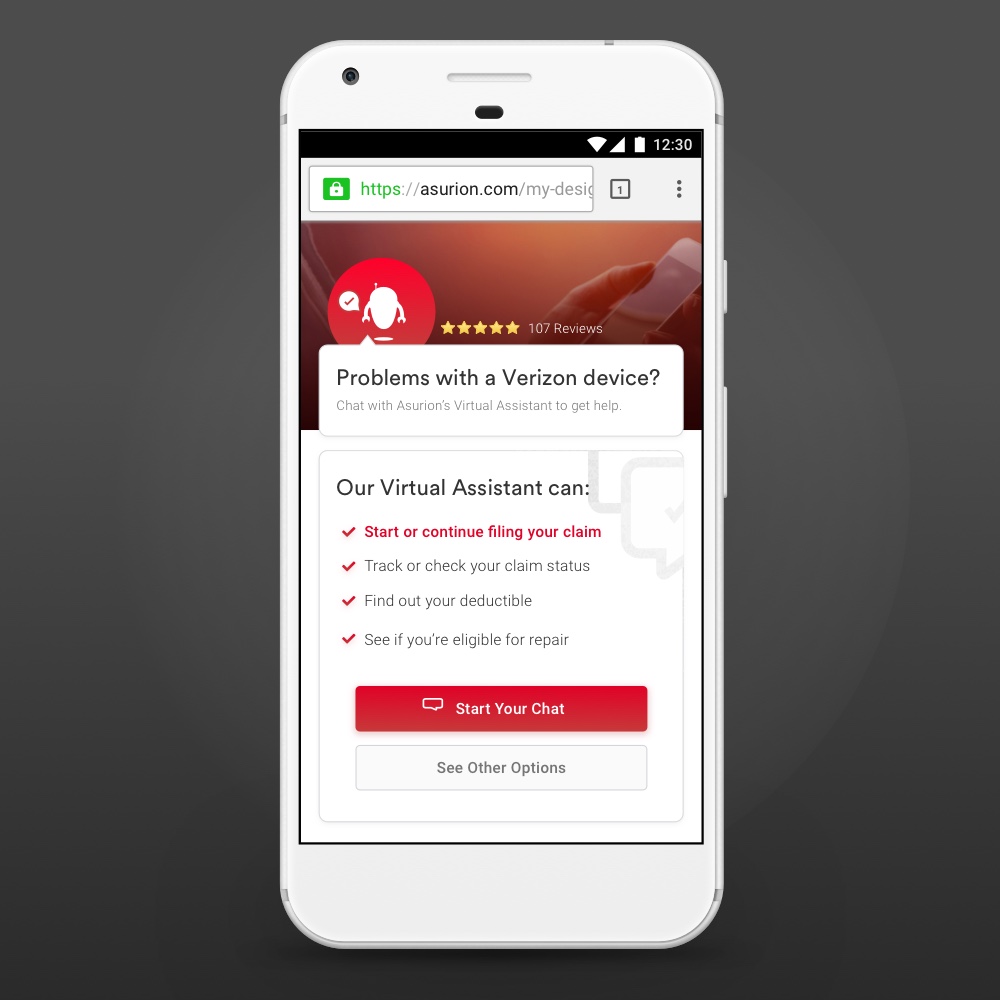 12:30
https://asurion.com/my-desig
1
107 Reviews
Problems with a Verizon device?
Chat with Asurion’s Virtual Assistant to get help.
Our Virtual Assistant can:
Start or continue filing your claim
Track or check your claim status
Find out your deductible
See if you’re eligible for repair
Start Your Chat
See Other Options